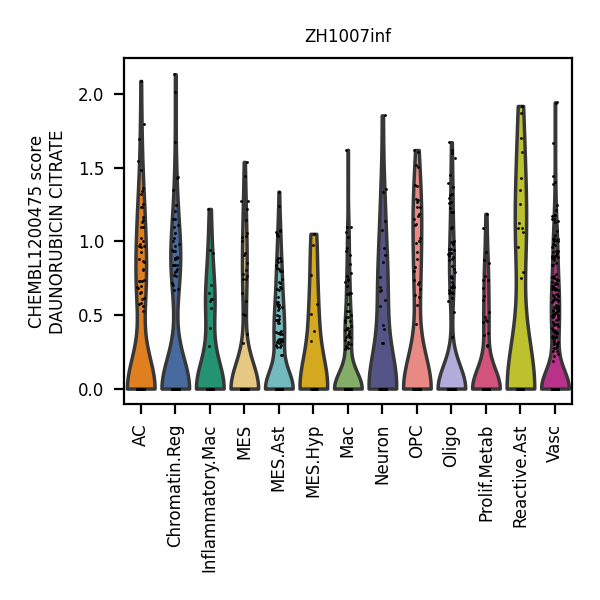 ZH1007inf
CHEMBL1200475 score
DAUNORUBICIN CITRATE
2.0
1.5
1.0
0.5
0.0
AC
Chromatin.Reg
Inflammatory.Mac
MES
MES.Ast
MES.Hyp
Mac
Neuron
OPC
Oligo
Prolif.Metab
Reactive.Ast
Vasc